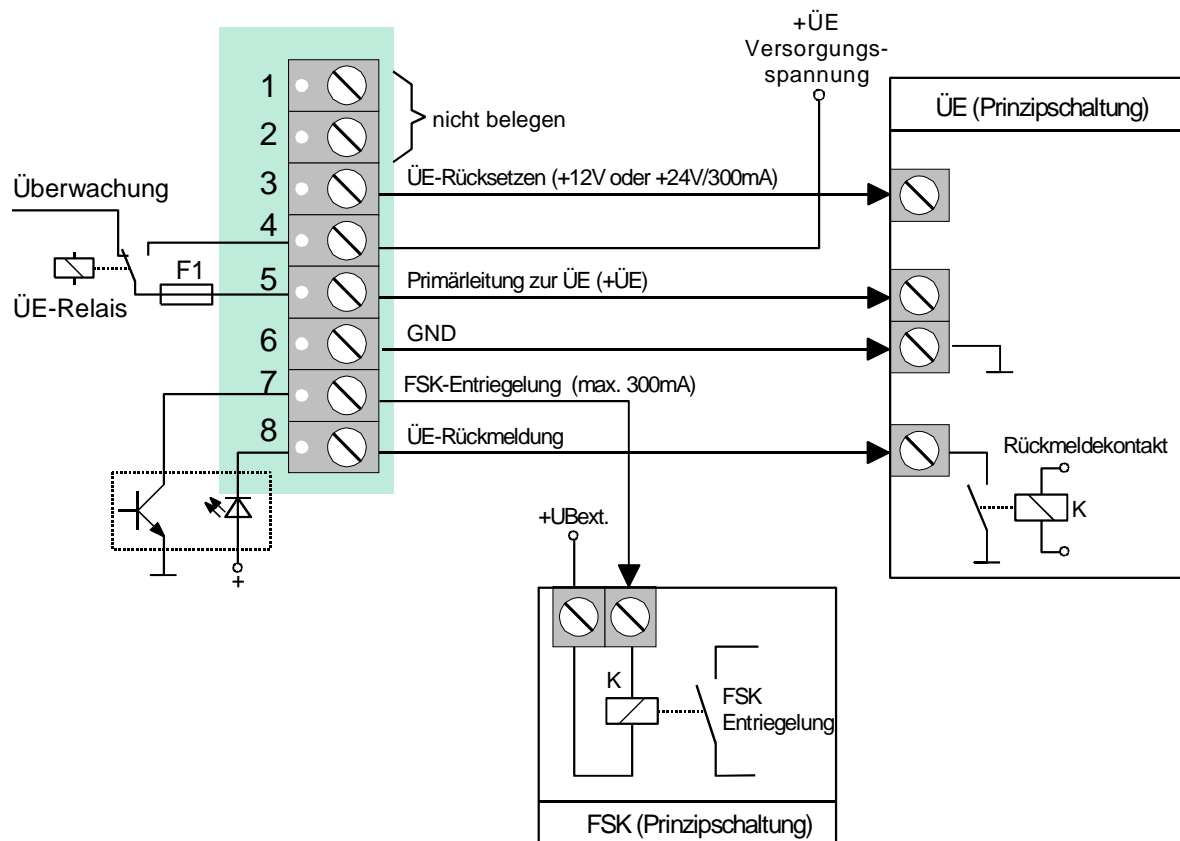 +ÜE
Versorgungs-
spannung
1
2
nicht belegen
ÜE (Prinzipschaltung)
3
ÜE-Rücksetzen (+12V oder +24V/300mA)
Überwachung
4
F1
5
Primärleitung zur ÜE (+ÜE)
ÜE-Relais
6
GND
7
FSK-Entriegelung (max. 300mA)
8
ÜE-Rückmeldung
Rückmeldekontakt
K
+
+UBext.
K
FSK
Entriegelung
FSK (Prinzipschaltung)